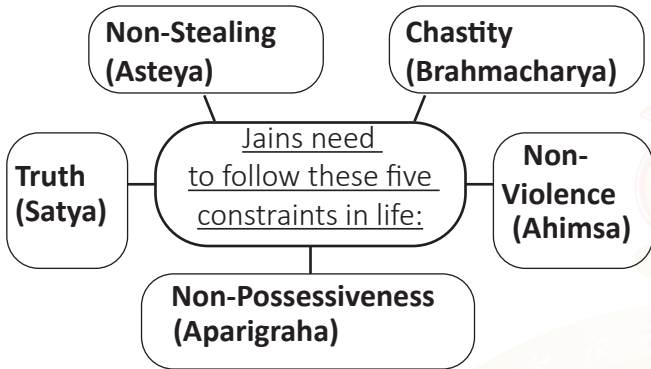 Non-Stealing
(Asteya)
Chastity
(Brahmacharya)
Jains need
to follow these five
constraints in life:
Truth
(Satya)
Non-
Violence
(Ahimsa)
Non-Possessiveness
(Aparigraha)